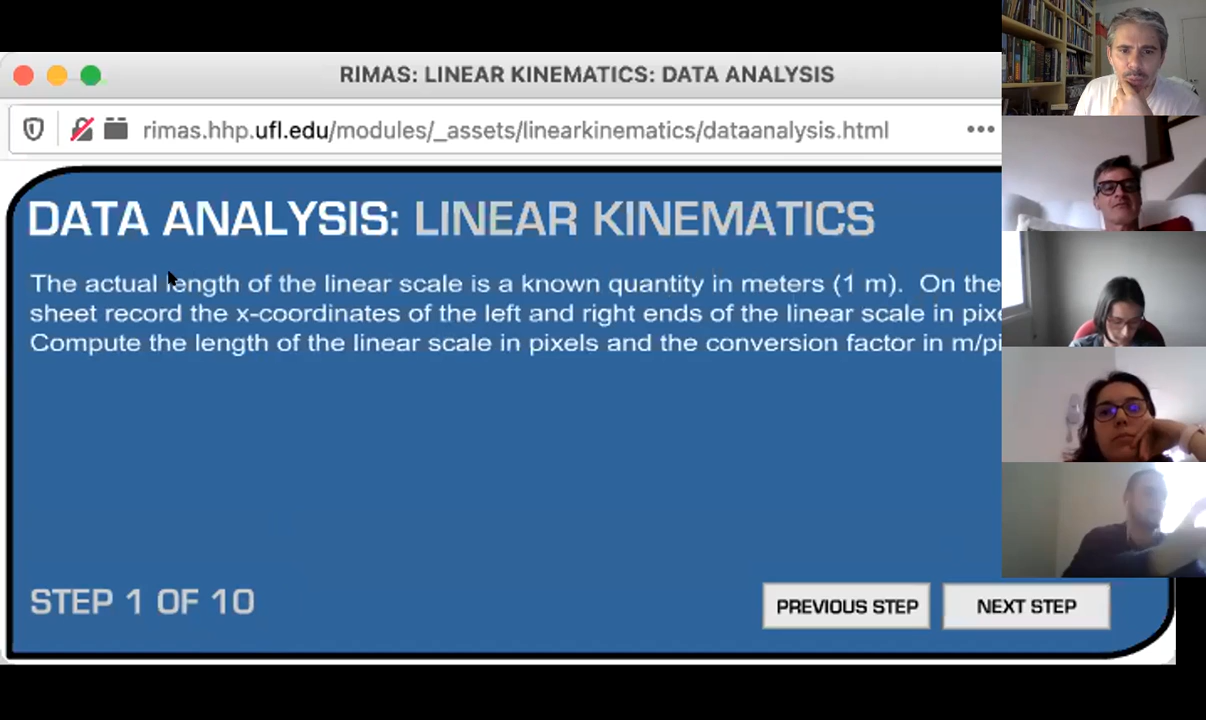 RIMAS: LINEAR KINEMATICS: DATA ANALYSIS
rimas.hhp.ufl.edu/modules/_assets/linearkinematics/dataanalysis.html
DATA ANALYSIS: LINEAR KINEMATICS
The actual length of the linear scale is a known quantity in meters (1 m). On the
sheet record the x-coordinates of the left and right ends of the linear scale in
Compute the length of the linear scale in pixels and the conversion factor in
STEP 1 OF 10
PREVIOUS STEP
NEXT STEP